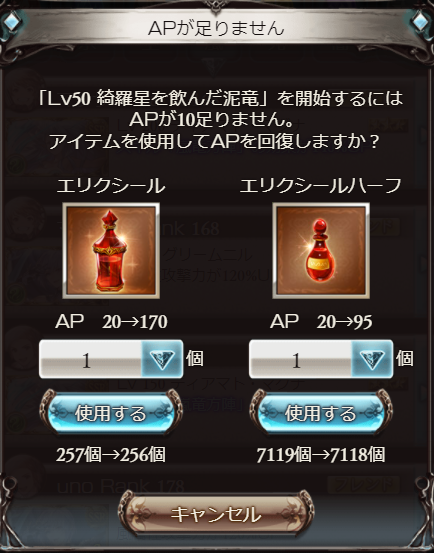 APが足りません
「Lv50 綺羅星を飲んだ泥竜」を開始するには
APが10足りません。
アイテムを使用してAPを回復しますか？
エリクシール
エリクシールハーフ
Rank 168
AP 20→170
AP 20→95
1 個
1 個
使用する
使用する
257個→256個
7119個→7118個
uno Rank 178
キャンセル